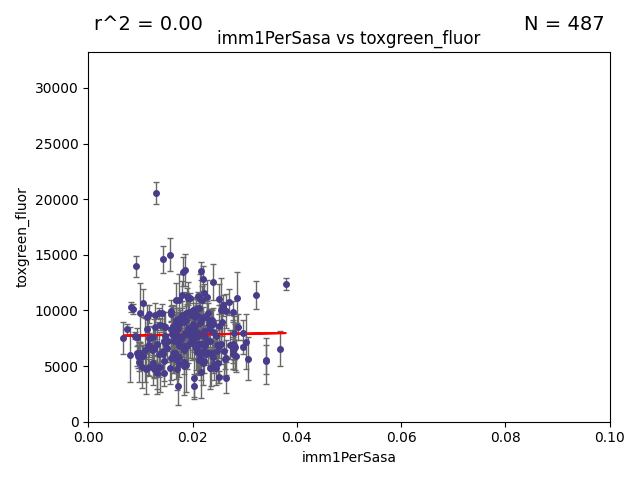 r^2 = 0.00
N = 487
imm1PerSasa vs toxgreen_fluor
toxgreen_fluor
30000
25000
20000
15000
10000
5000
0
0.00 0.02 0.04 0.06 0.08 0.10
imm1PerSasa